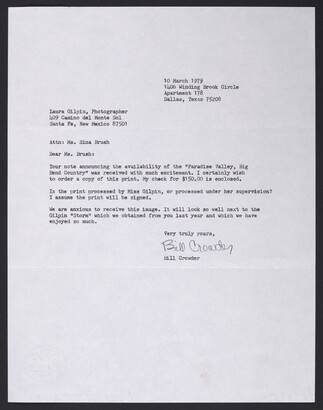 10 March 1979
1406 Winding Brook Circle
Apartment 178
Dallas, Texas 75208
Laura Gilpin, Photographer
409 Camino del Monte Sol
Santa Fe, New Mexico 87501
Attn: Ms. Zina Brush
Dear Ms. Brush:
Your note announcing the availability of the "Paradise Valley, Big
Bend Country" was received with much excitement. I certainly wish
to order a copy of this print. My check for $150.00 is enclosed.
Is the print processed by Miss Gilpin, or processed under her supervision?
I assume the print will be signed.
We are anxious to receive this image. It will look so well next to the
Gilpin "Storm" which we obtained from you last year and which we have
enjoyed so much.
Very truly yours,
Bill Crowder
Bill Crowder